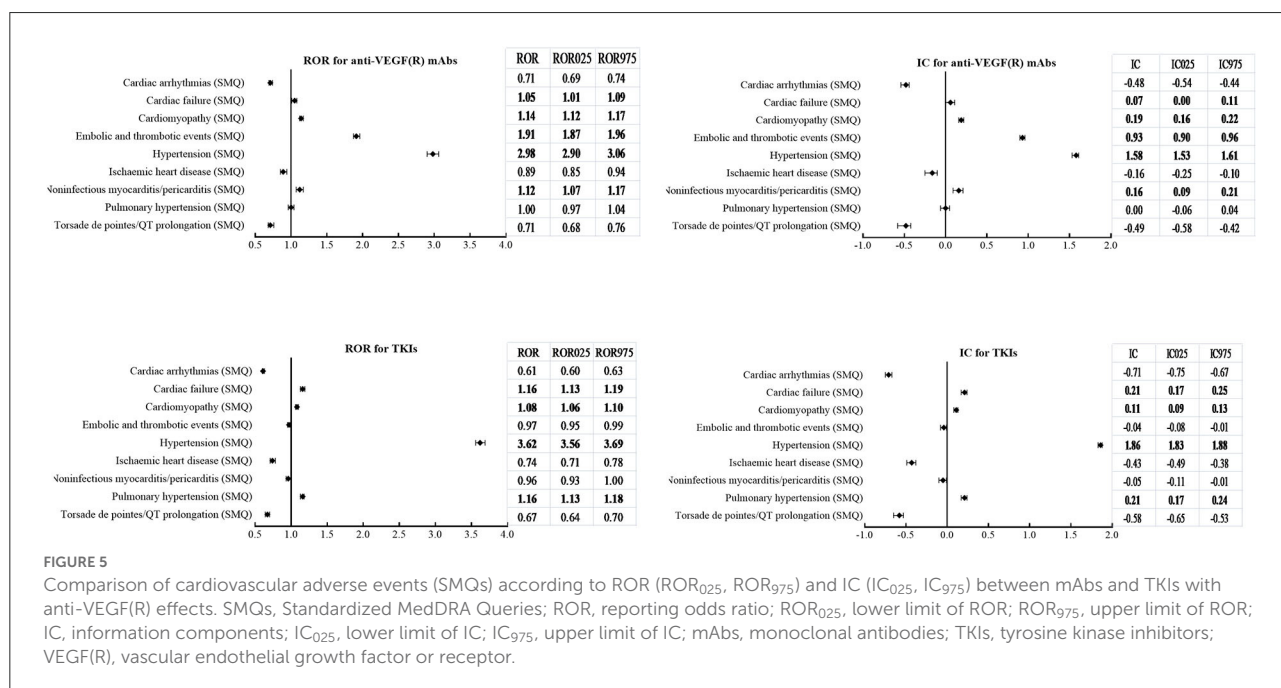 ROR for anti-VEGF(R) mAbs ROR ROR025 ROR975
Cardiac arrhythmias (SMQ) 0.71 0.69 0.74
Cardiac failure (SMQ) 1.05 1.01 1.09
Cardiomyopathy (SMQ) 1.14 1.12 1.17
Embolic and thrombotic events (SMQ) 1.91 1.87 1.96
Hypertension (SMQ) 2.98 2.90 3.06
Ischaemic heart disease (SMQ) 0.89 0.85 0.94
Noninfectious myocarditis/pericarditis (SMQ) 1.12 1.07 1.17
Pulmonary hypertension (SMQ) 1.00 0.97 1.04
Torsade de pointes/QT prolongation (SMQ) 0.71 0.68 0.76
0.5 1.0 1.5 2.0 2.5 3.0 3.5 4.0
IC for anti-VEGF(R) mAbs IC IC025 IC975
Cardiac arrhythmias (SMQ) -0.48 -0.54 -0.44
Cardiac failure (SMQ) 0.07 0.00 0.11
Cardiomyopathy (SMQ) 0.19 0.16 0.22
Embolic and thrombotic events (SMQ) 0.93 0.90 0.96
Hypertension (SMQ) 1.58 1.53 1.61
Ischaemic heart disease (SMQ) -0.16 -0.25 -0.10
Noninfectious myocarditis/pericarditis (SMQ) 0.16 0.09 0.21
Pulmonary hypertension (SMQ) 0.00 -0.06 0.04
Torsade de pointes/QT prolongation (SMQ) -0.49 -0.58 -0.42
-1.0 -0.5 0.0 0.5 1.0 1.5 2.0
ROR for TKIs ROR ROR025 ROR975
Cardiac arrhythmias (SMQ) 0.61 0.60 0.63
Cardiac failure (SMQ) 1.16 1.13 1.19
Cardiomyopathy (SMQ) 1.08 1.06 1.10
Embolic and thrombotic events (SMQ) 0.97 0.95 0.99
Hypertension (SMQ) 3.62 3.56 3.69
Ischaemic heart disease (SMQ) 0.74 0.71 0.78
Noninfectious myocarditis/pericarditis (SMQ) 0.96 0.93 1.00
Pulmonary hypertension (SMQ) 1.16 1.13 1.18
Torsade de pointes/QT prolongation (SMQ) 0.67 0.64 0.70
0.5 1.0 1.5 2.0 2.5 3.0 3.5 4.0
IC for TKIs IC IC025 IC975
Cardiac arrhythmias (SMQ) -0.71 -0.75 -0.67
Cardiac failure (SMQ) 0.21 0.17 0.25
Cardiomyopathy (SMQ) 0.11 0.09 0.13
Embolic and thrombotic events (SMQ) -0.04 -0.08 -0.01
Hypertension (SMQ) 1.86 1.83 1.88
Ischaemic heart disease (SMQ) -0.43 -0.49 -0.38
Noninfectious myocarditis/pericarditis (SMQ) -0.05 -0.11 -0.01
Pulmonary hypertension (SMQ) 0.21 0.17 0.24
Torsade de pointes/QT prolongation (SMQ) -0.58 -0.65 -0.53
-1.0 -0.5 0.0 0.5 1.0 1.5 2.0
FIGURE 5
Comparison of cardiovascular adverse events (SMQs) according to ROR (ROR₀₂₅, ROR₉₇₅) and IC (IC₀₂₅, IC₉₇₅) between mAbs and TKIs with
anti-VEGF(R) effects. SMQs, Standardized MedDRA Queries; ROR, reporting odds ratio; ROR₀₂₅, lower limit of ROR; ROR₉₇₅, upper limit of ROR;
IC, information components; IC₀₂₅, lower limit of IC; IC₉₇₅, upper limit of IC; mAbs, monoclonal antibodies; TKIs, tyrosine kinase inhibitors;
VEGF(R), vascular endothelial growth factor or receptor.